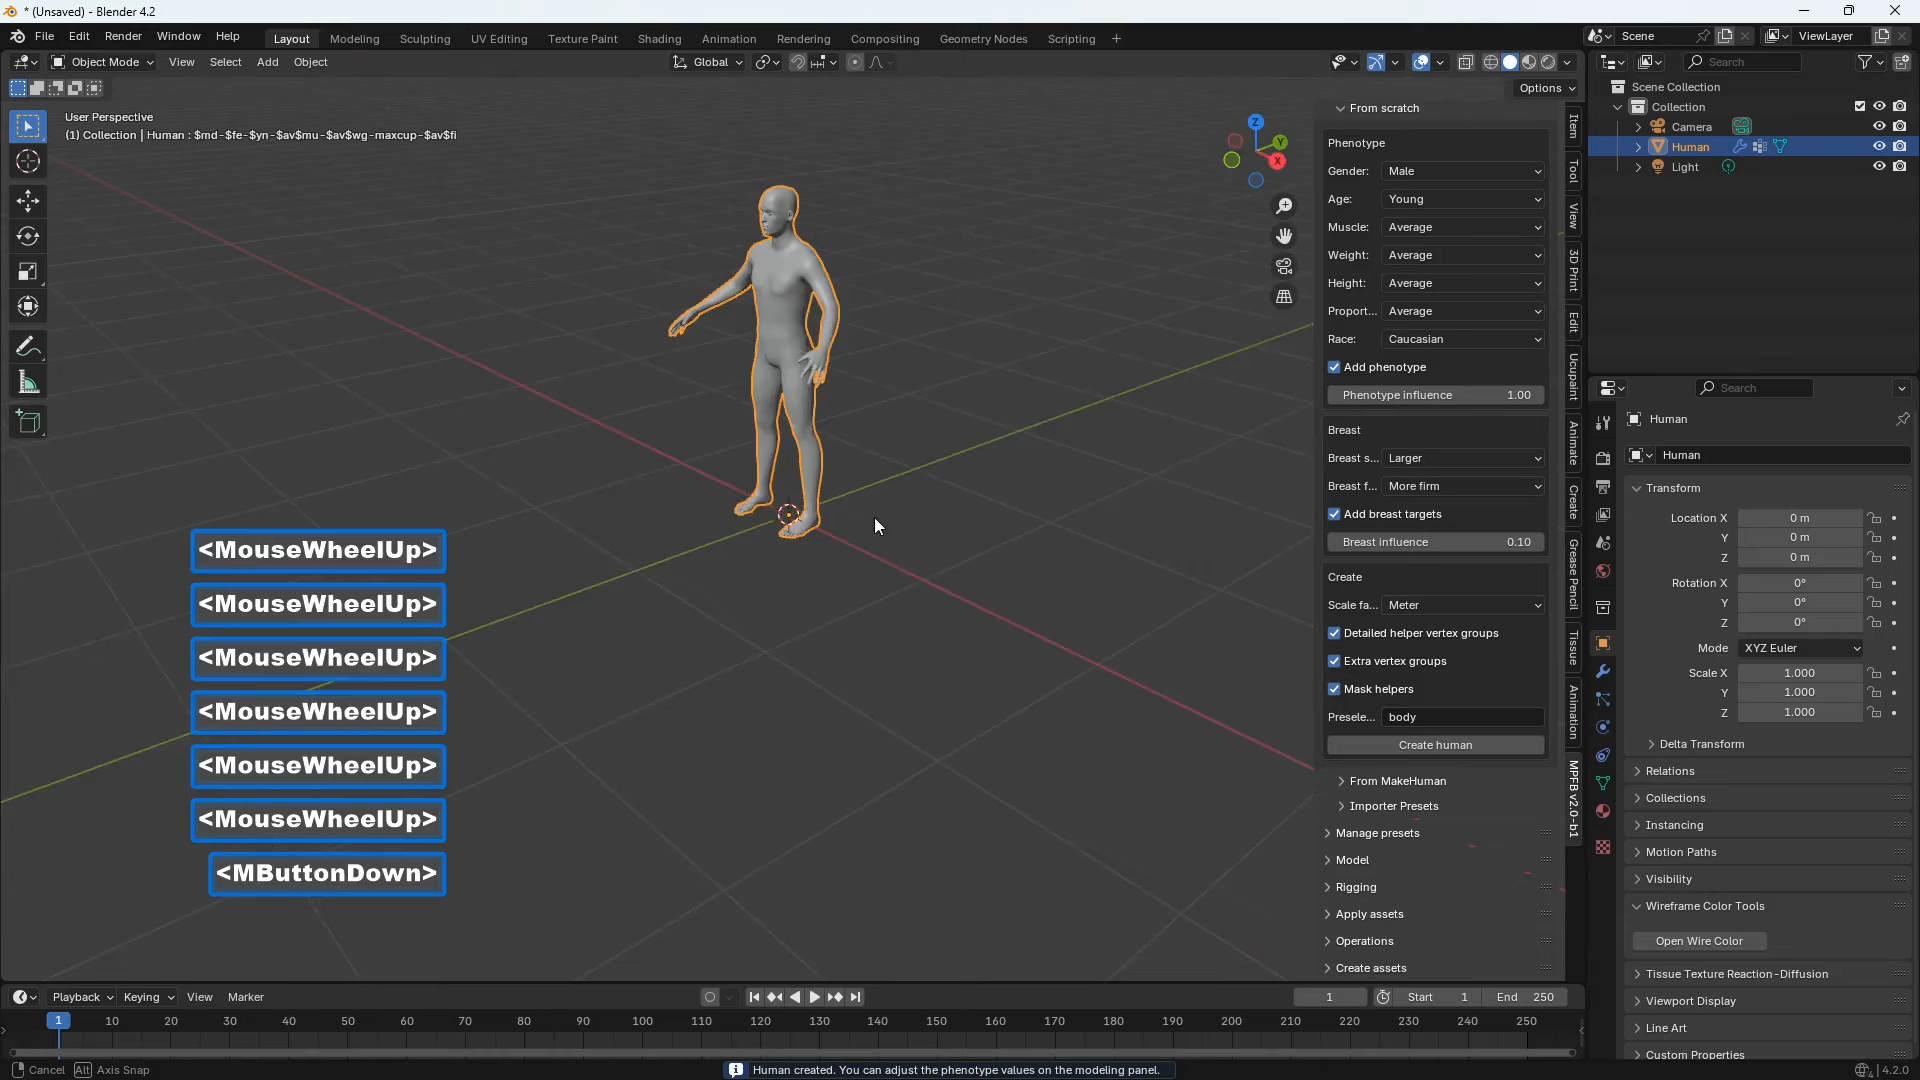 * (Unsaved) - Blender 4.2
File Edit Render Window Help Layout Modeling Sculpting UV Editing Texture Paint Shading Animation Rendering Compositing Geometry Nodes Scripting + Scene ViewLayer
Object Mode View Select Add Object Global Search
Options
User Perspective
(1) Collection | Human : $md-$fe-$yn-$av$mu-$av$wg-maxcup-$av$fi
Z
Y
X
<MouseWheelUp>
<MouseWheelUp>
<MouseWheelUp>
<MouseWheelUp>
<MouseWheelUp>
<MouseWheelUp>
<MButtonDown>
From scratch
Phenotype
Gender: Male
Age: Young
Muscle: Average
Weight: Average
Height: Average
Proport... Average
Race: Caucasian
Add phenotype
Phenotype influence 1.00
Breast
Breast s... Larger
Breast f... More firm
Add breast targets
Breast influence 0.10
Create
Scale fa... Meter
Detailed helper vertex groups
Extra vertex groups
Mask helpers
Presele... body
Create human
From MakeHuman
Importer Presets
Manage presets
Model
Rigging
Apply assets
Operations
Create assets
Item
Tool
View
3D Print
Edit
Ucupaint
Animate
Create
Grease Pencil
Tissue
Animation
MPFB v2.0-b1
Scene Collection
Collection
Camera
Human
Light
Search
Human
Human
Transform
Location X 0 m
Y 0 m
Z 0 m
Rotation X 0°
Y 0°
Z 0°
Mode XYZ Euler
Scale X 1.000
Y 1.000
Z 1.000
Delta Transform
Relations
Collections
Instancing
Motion Paths
Visibility
Wireframe Color Tools
Open Wire Color
Tissue Texture Reaction-Diffusion
Viewport Display
Line Art
Custom Properties
Playback Keying View Marker 1 Start 1 End 250
1 10 20 30 40 50 60 70 80 90 100 110 120 130 140 150 160 170 180 190 200 210 220 230 240 250
Cancel Alt Axis Snap Human created. You can adjust the phenotype values on the modeling panel. 4.2.0